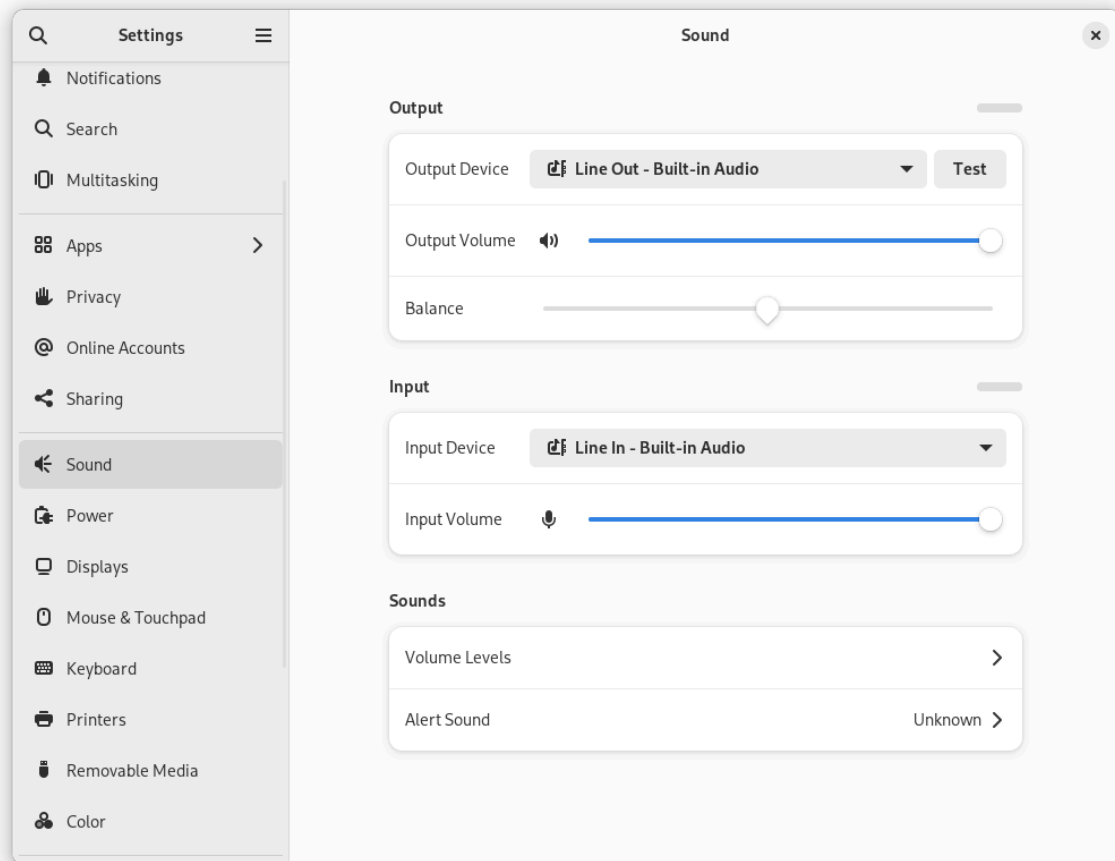 Settings
Notifications
Search
Multitasking
Apps
Privacy
Online Accounts
Sharing
Sound
Power
Displays
Mouse & Touchpad
Keyboard
Printers
Removable Media
Color
Sound
Output
Output Device Line Out - Built-in Audio Test
Output Volume
Balance
Input
Input Device Line In - Built-in Audio
Input Volume
Sounds
Volume Levels
Alert Sound Unknown